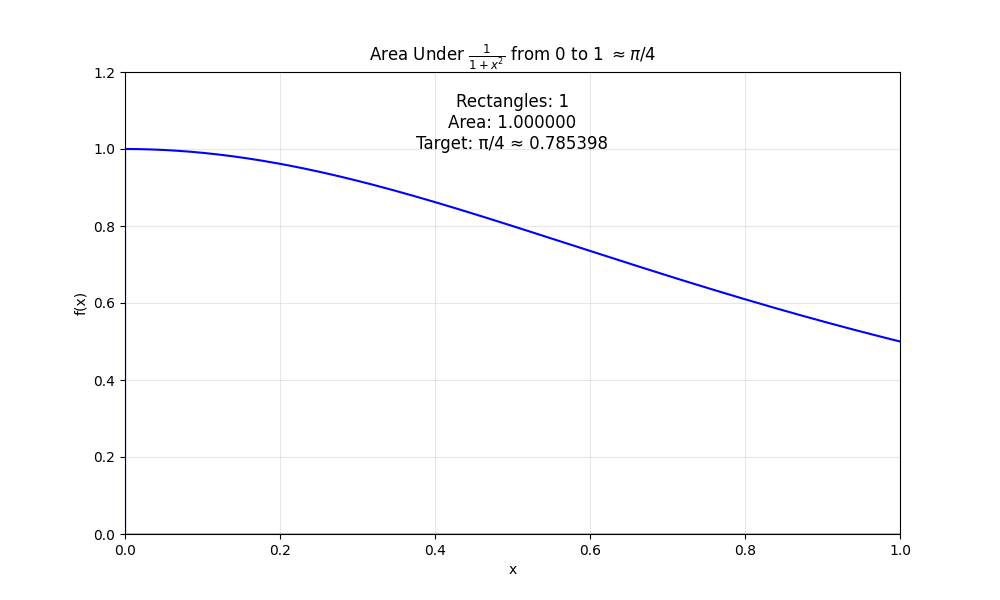 Area Under 1/(1+x²) from 0 to 1 ≈ π/4
Rectangles: 1
Area: 1.000000
Target: π/4 ≈ 0.785398
1.2
1.0
0.8
0.6
0.4
0.2
0.0
f(x)
0.0 0.2 0.4 0.6 0.8 1.0
x